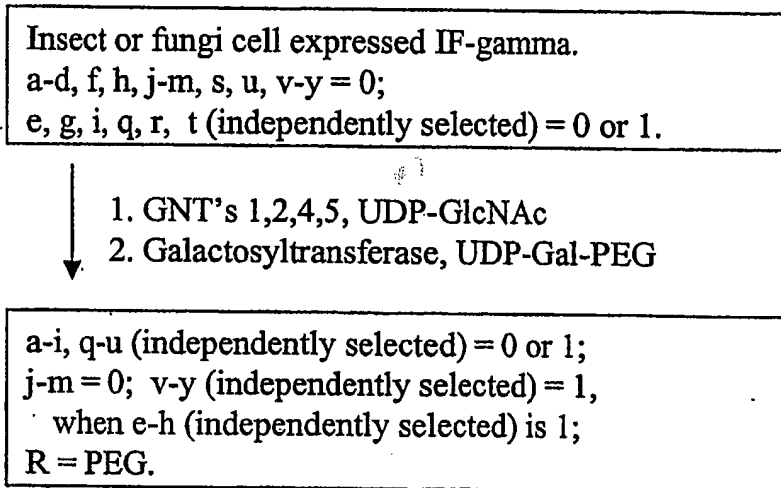 Insect or fungi cell expressed IF-gamma.
a-d, f, h, j-m, s, u, v-y = 0;
e, g, i, q, r, t (independently selected) = 0 or 1.
1. GNT's 1,2,4,5, UDP-GlcNAc
2. Galactosyltransferase, UDP-Gal-PEG
a-i, q-u (independently selected) = 0 or 1;
j-m = 0; v-y (independently selected) = 1,
when e-h (independently selected) is 1;
R = PEG.